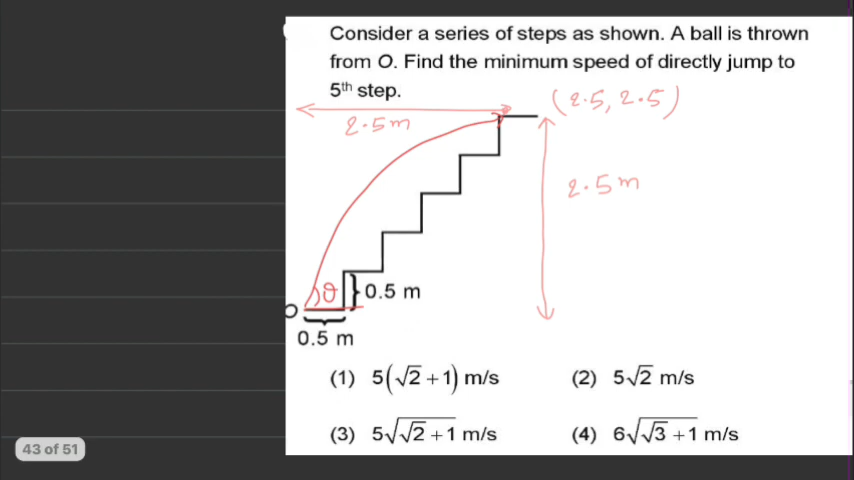 Consider a series of steps as shown. A ball is thrown
from O. Find the minimum speed of directly jump to
5th step.
(2.5, 2.5)
2.5m
2.5m
θ
0.5 m
O
0.5 m
(1) 5(√2 + 1) m/s
(2) 5√2 m/s
(3) 5√(√2 + 1) m/s
(4) 6√(√3 + 1) m/s
43 of 51